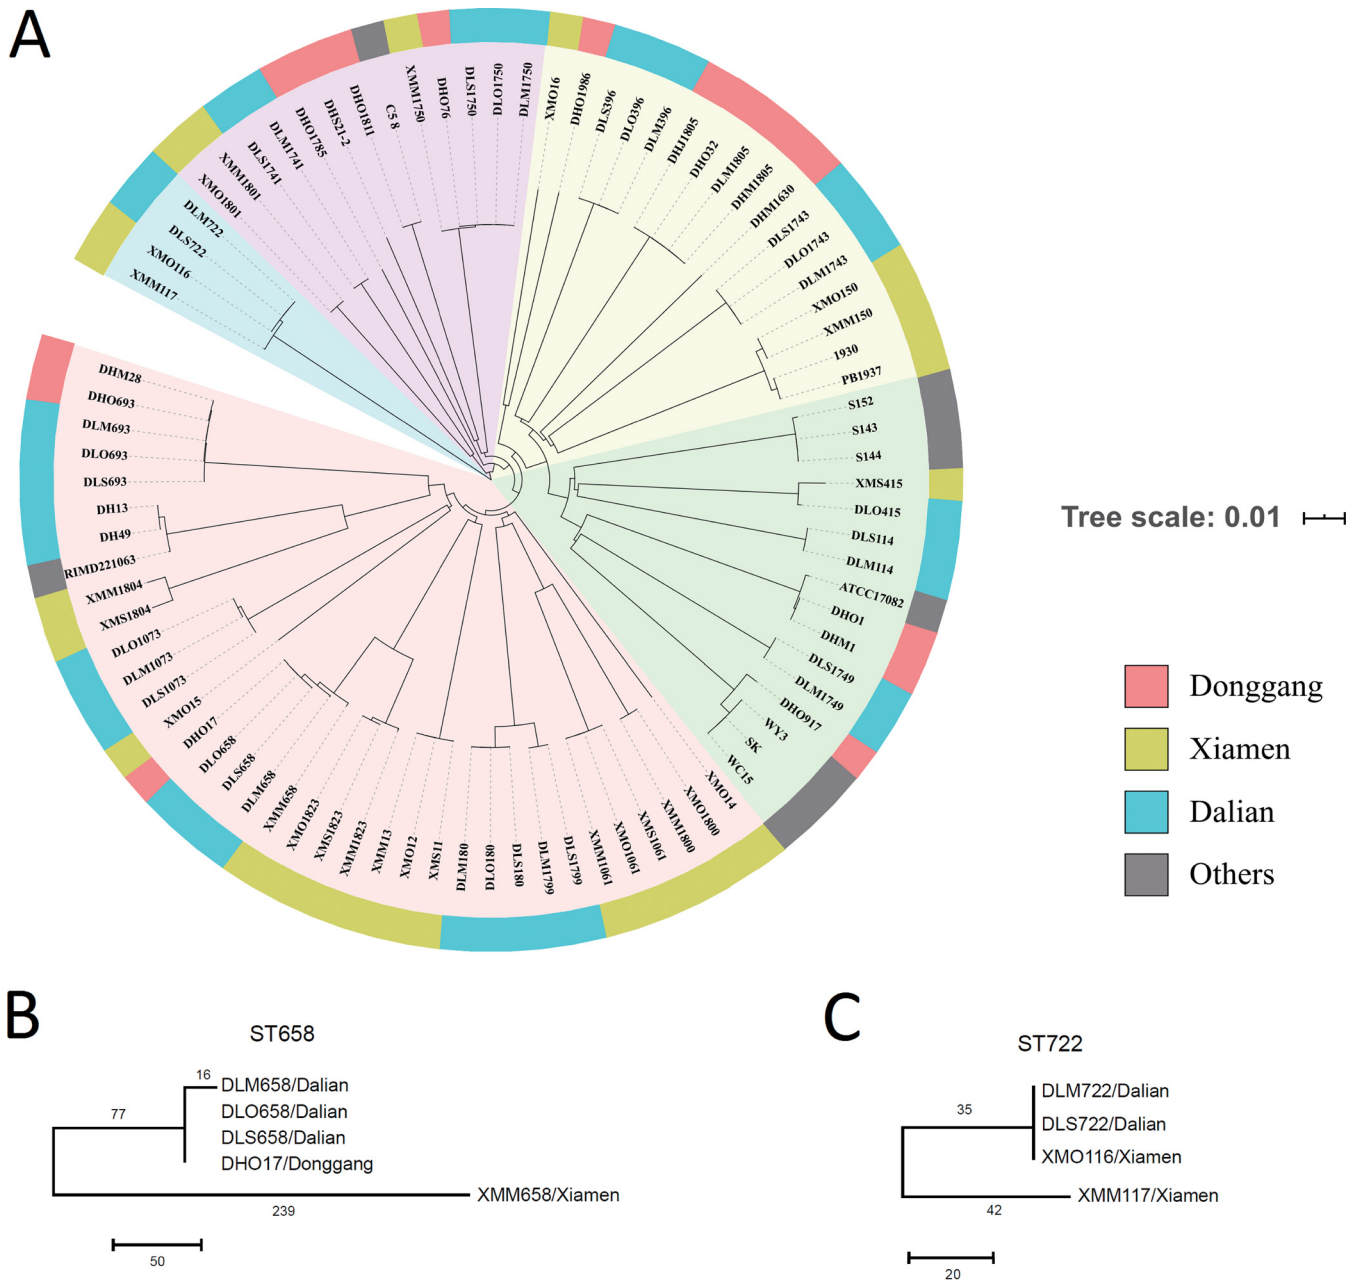 A
XMM117
XMO116
DLS722
DLM722
XMO1801
XMM1801
DLS1741
DLM1741
DHO1785
DHS21-2
DHO1811
C5 8
XMM1750
DHO76
DLS1750
DLO1750
DLM1750
XMO16
DHO1986
DLS396
DLO396
DLM396
DHJ1805
DHO32
DLM1805
DHM1805
DHM1630
DLS1743
DLO1743
DLM1743
XMO150
XMM150
1930
PB1937
S152
S143
S144
XMS415
DLO415
DLS114
DLM114
ATCC17082
DHO1
DHM1
DLS1749
DLM1749
DHO917
WY3
SK
WC15
XMO14
XMO1800
XMM1800
XMS1061
XMO1061
XMM1061
DLS1799
DLM1799
DLS180
DLO180
DLM180
XMS11
XMO12
XMM13
XMM1823
XMS1823
XMO1823
XMM658
DLM658
DLS658
DLO658
DHO17
XMO15
DLS1073
DLM1073
DLO1073
XMS1804
XMM1804
RIMD221063
DH49
DH13
DLS693
DLO693
DLM693
DHO693
DHM28
Tree scale: 0.01
Donggang
Xiamen
Dalian
Others
B
ST658
16
DLM658/Dalian
77
DLO658/Dalian
DLS658/Dalian
DHO17/Donggang
XMM658/Xiamen
239
50
C
ST722
DLM722/Dalian
35
DLS722/Dalian
XMO116/Xiamen
XMM117/Xiamen
42
20